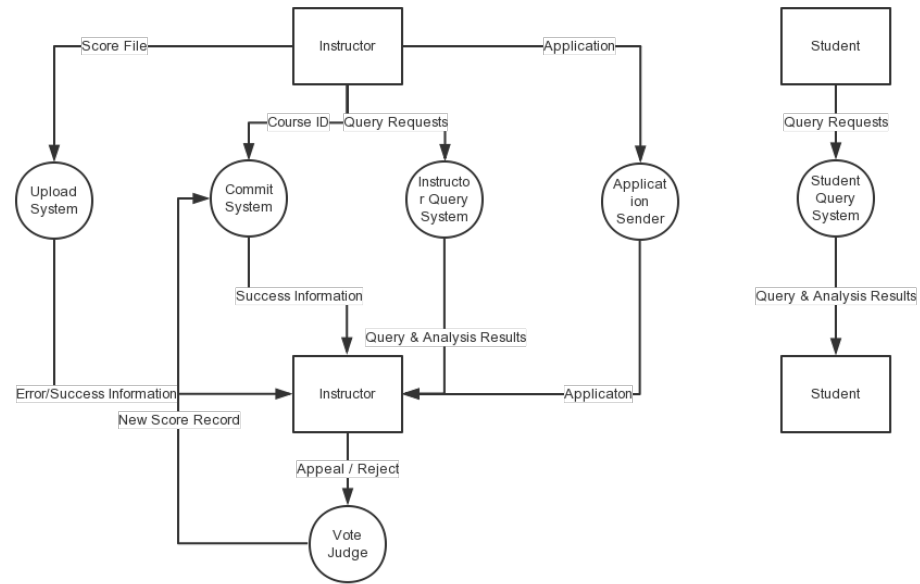 Instructor
Student
Score File
Application
Course ID
Query Requests
Query Requests
Upload
System
Commit
System
Instructo
r Query
System
Applicat
ion
Sender
Student
Query
System
Success Information
Query & Analysis Results
Query & Analysis Results
Instructor
Student
Error/Success Information
Applicaton
New Score Record
Appeal / Reject
Vote
Judge